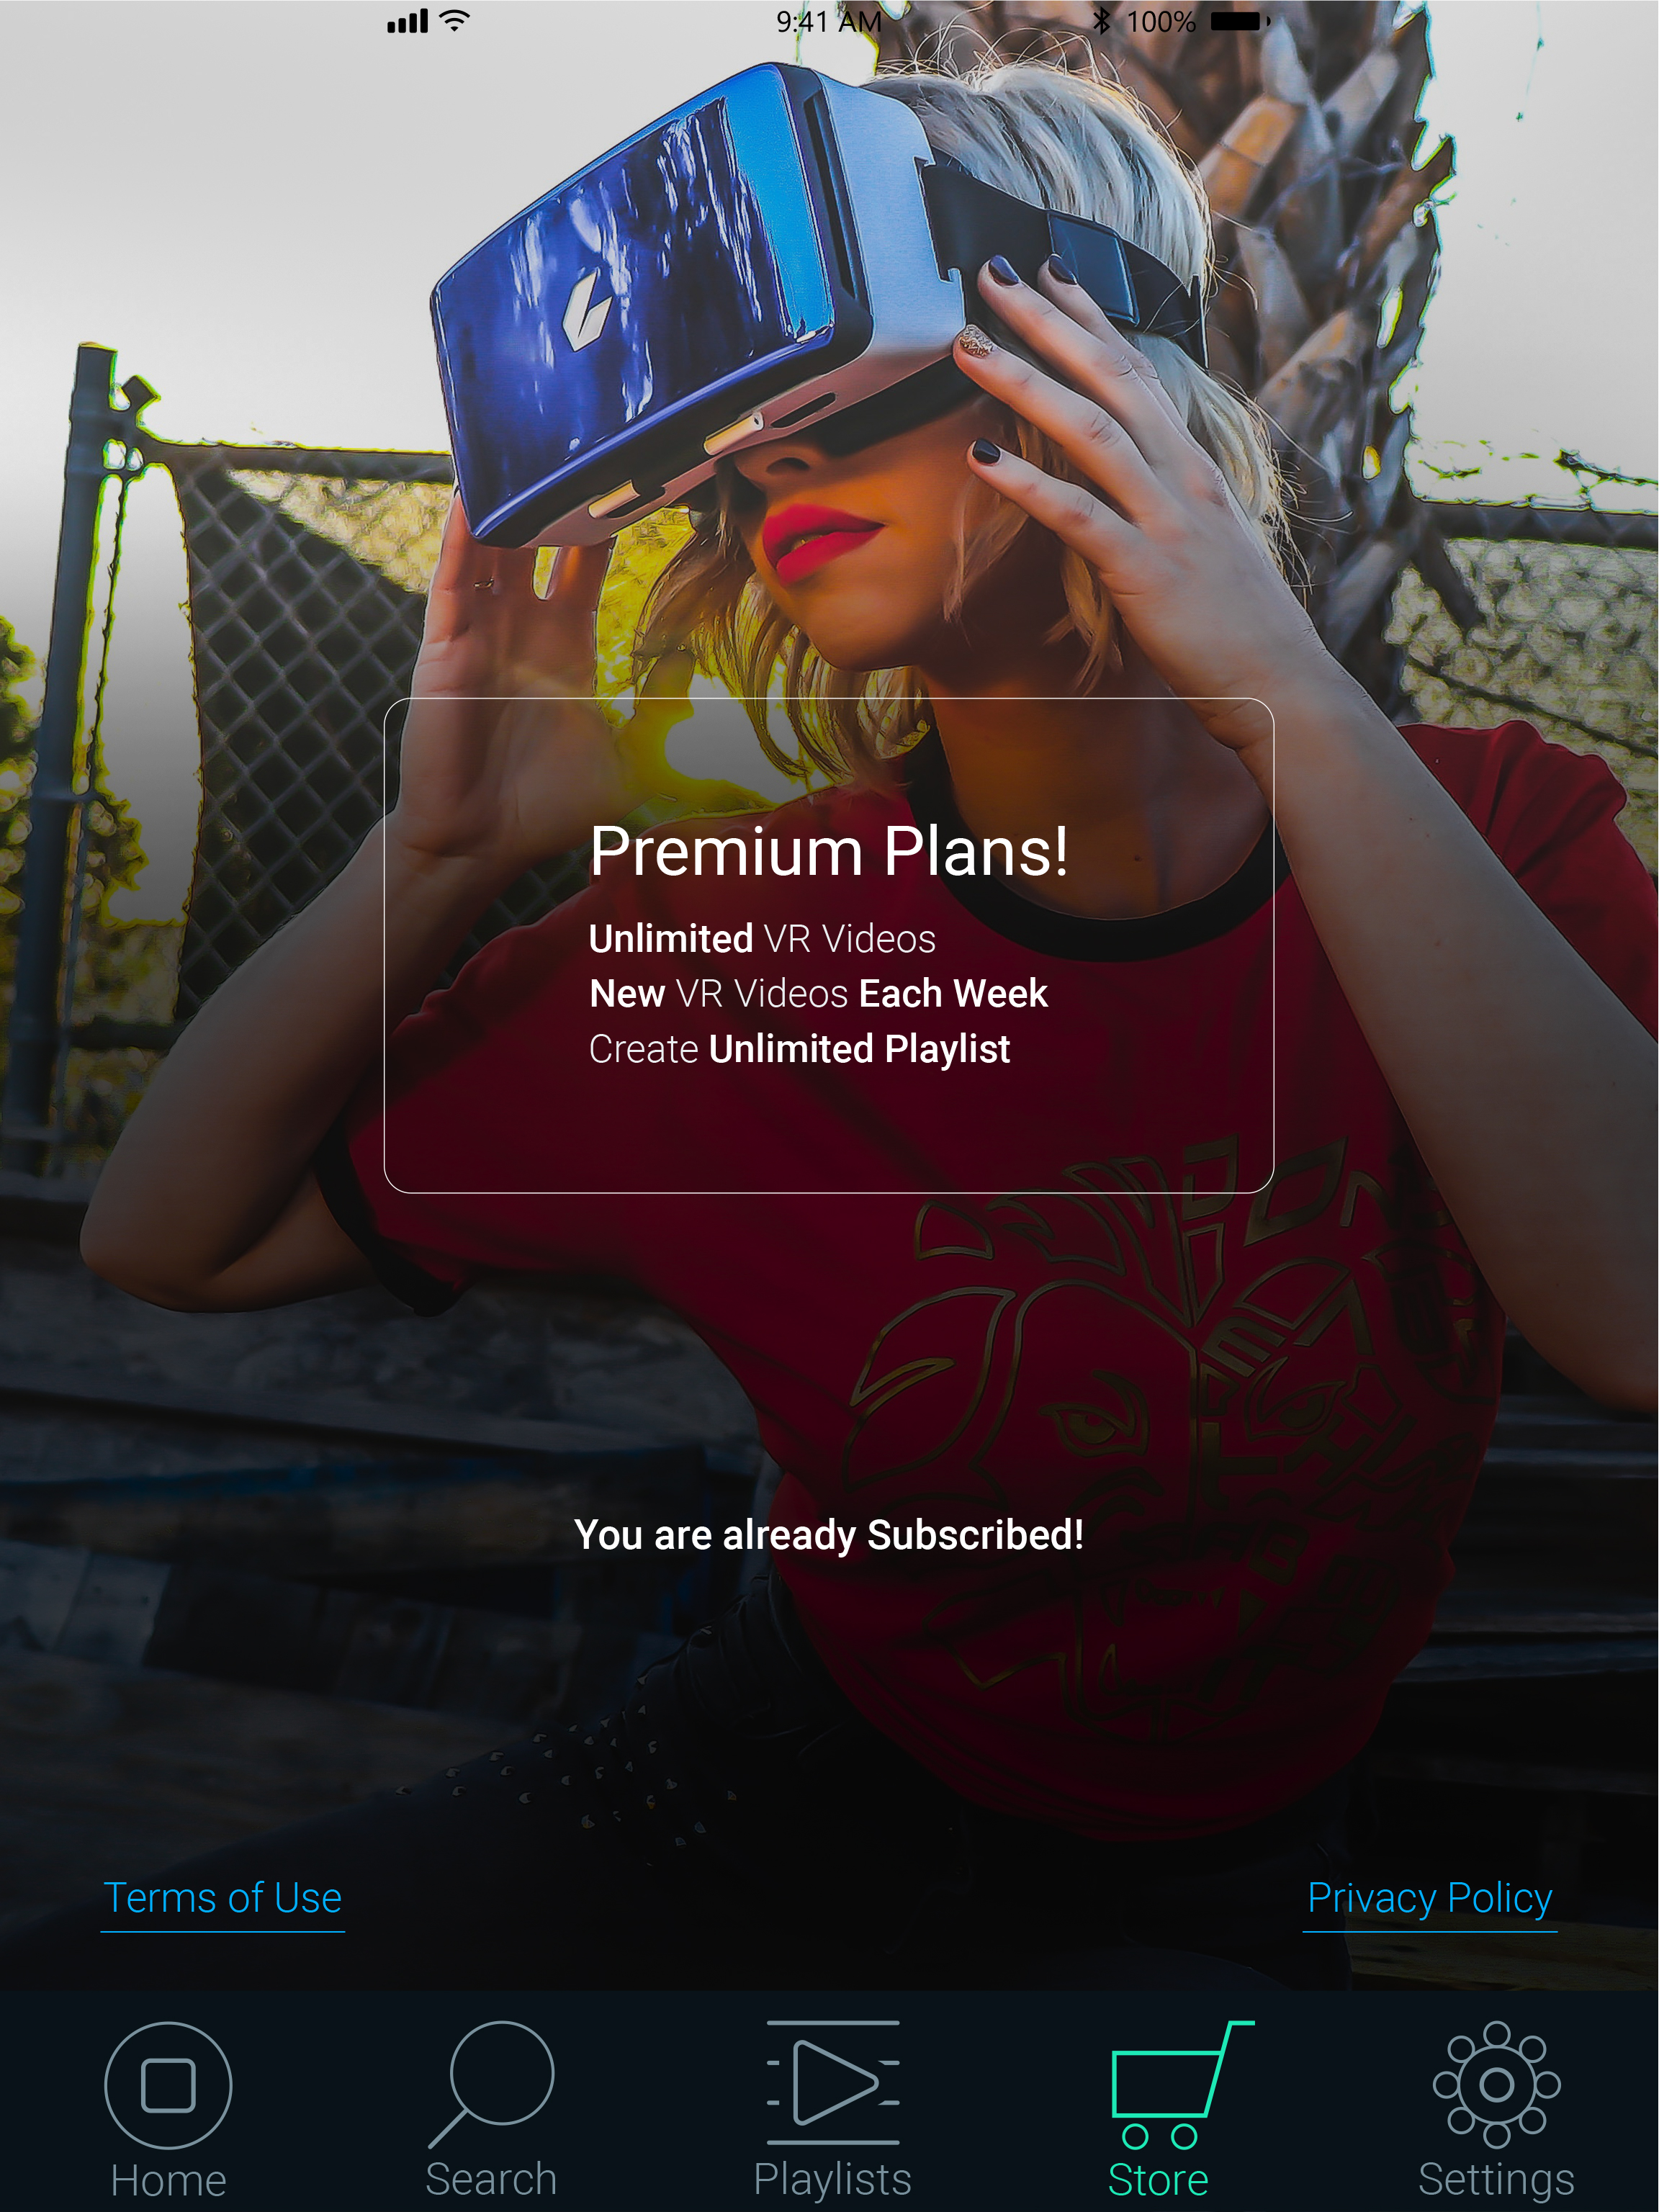 9:41 AM 100%
Premium Plans!
Unlimited VR Videos
New VR Videos Each Week
Create Unlimited Playlist
You are already Subscribed!
Terms of Use Privacy Policy
Home Search Playlists Store Settings